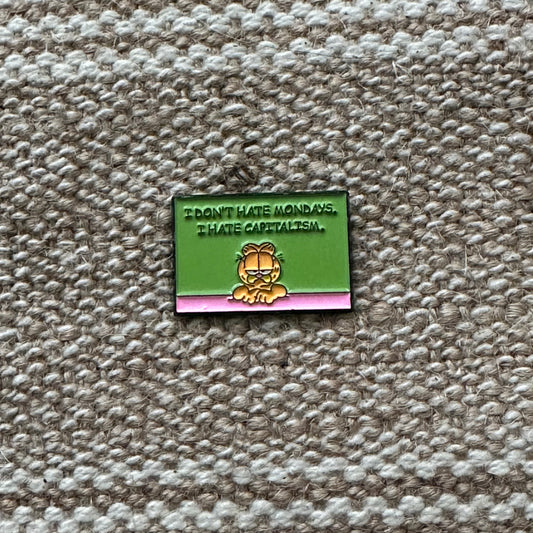 I DON'T HATE MONDAYS.
I HATE CAPITALISM.